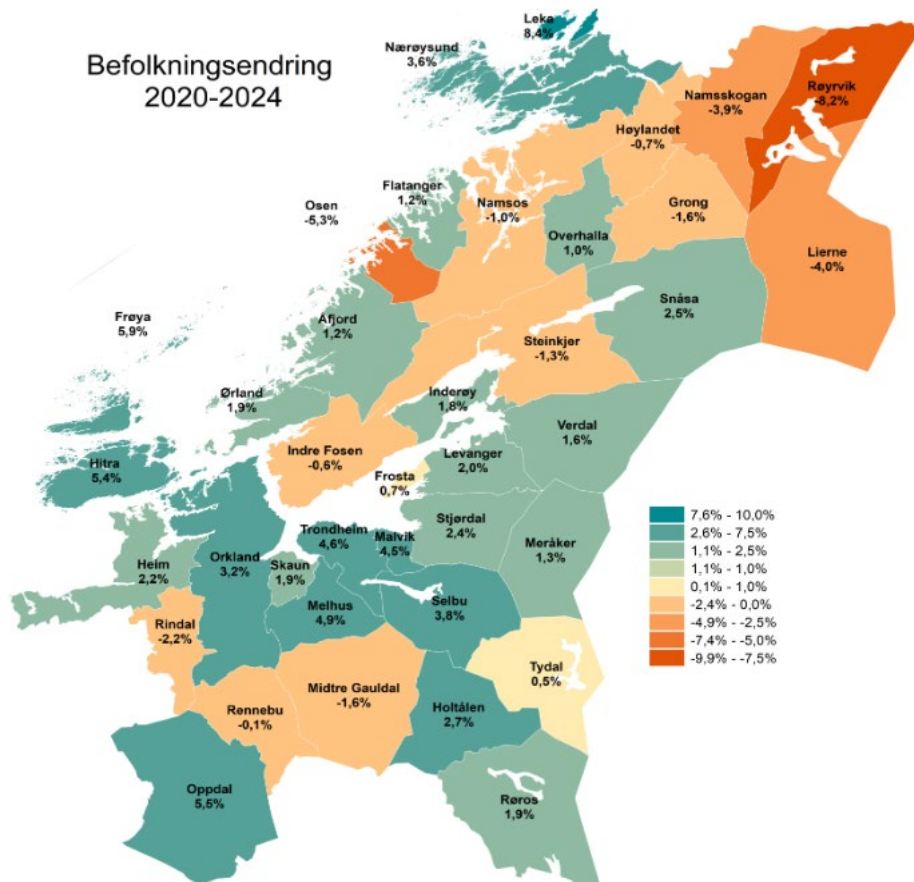 Befolkningsendring
2020-2024
Leka
8,4%
Nærøysund
3,6%
Namsskogan
-3,9%
Røyrvik
-8,2%
Høylandet
-0,7%
Flatanger
1,2%
Namsos
-1,0%
Grong
-1,6%
Osen
-5,3%
Overhalla
1,0%
Lierne
-4,0%
Snåsa
2,5%
Frøya
5,9%
Åfjord
1,2%
Steinkjer
-1,3%
Ørland
1,9%
Inderøy
1,8%
Verdal
1,6%
Indre Fosen
-0,6%
Levanger
2,0%
Hitra
5,4%
Frosta
0,7%
Stjørdal
2,4%
Trondheim
4,6%
Malvik
4,5%
Meråker
1,3%
Orkland
3,2%
Skaun
1,9%
Heim
2,2%
Melhus
4,9%
Selbu
3,8%
Rindal
-2,2%
Tydal
0,5%
Midtre Gauldal
-1,6%
Rennebu
-0,1%
Holtålen
2,7%
Oppdal
5,5%
Røros
1,9%
7,6% - 10,0%
2,6% - 7,5%
1,1% - 2,5%
1,1% - 1,0%
0,1% - 1,0%
-2,4% - 0,0%
-4,9% - -2,5%
-7,4% - -5,0%
-9,9% - -7,5%